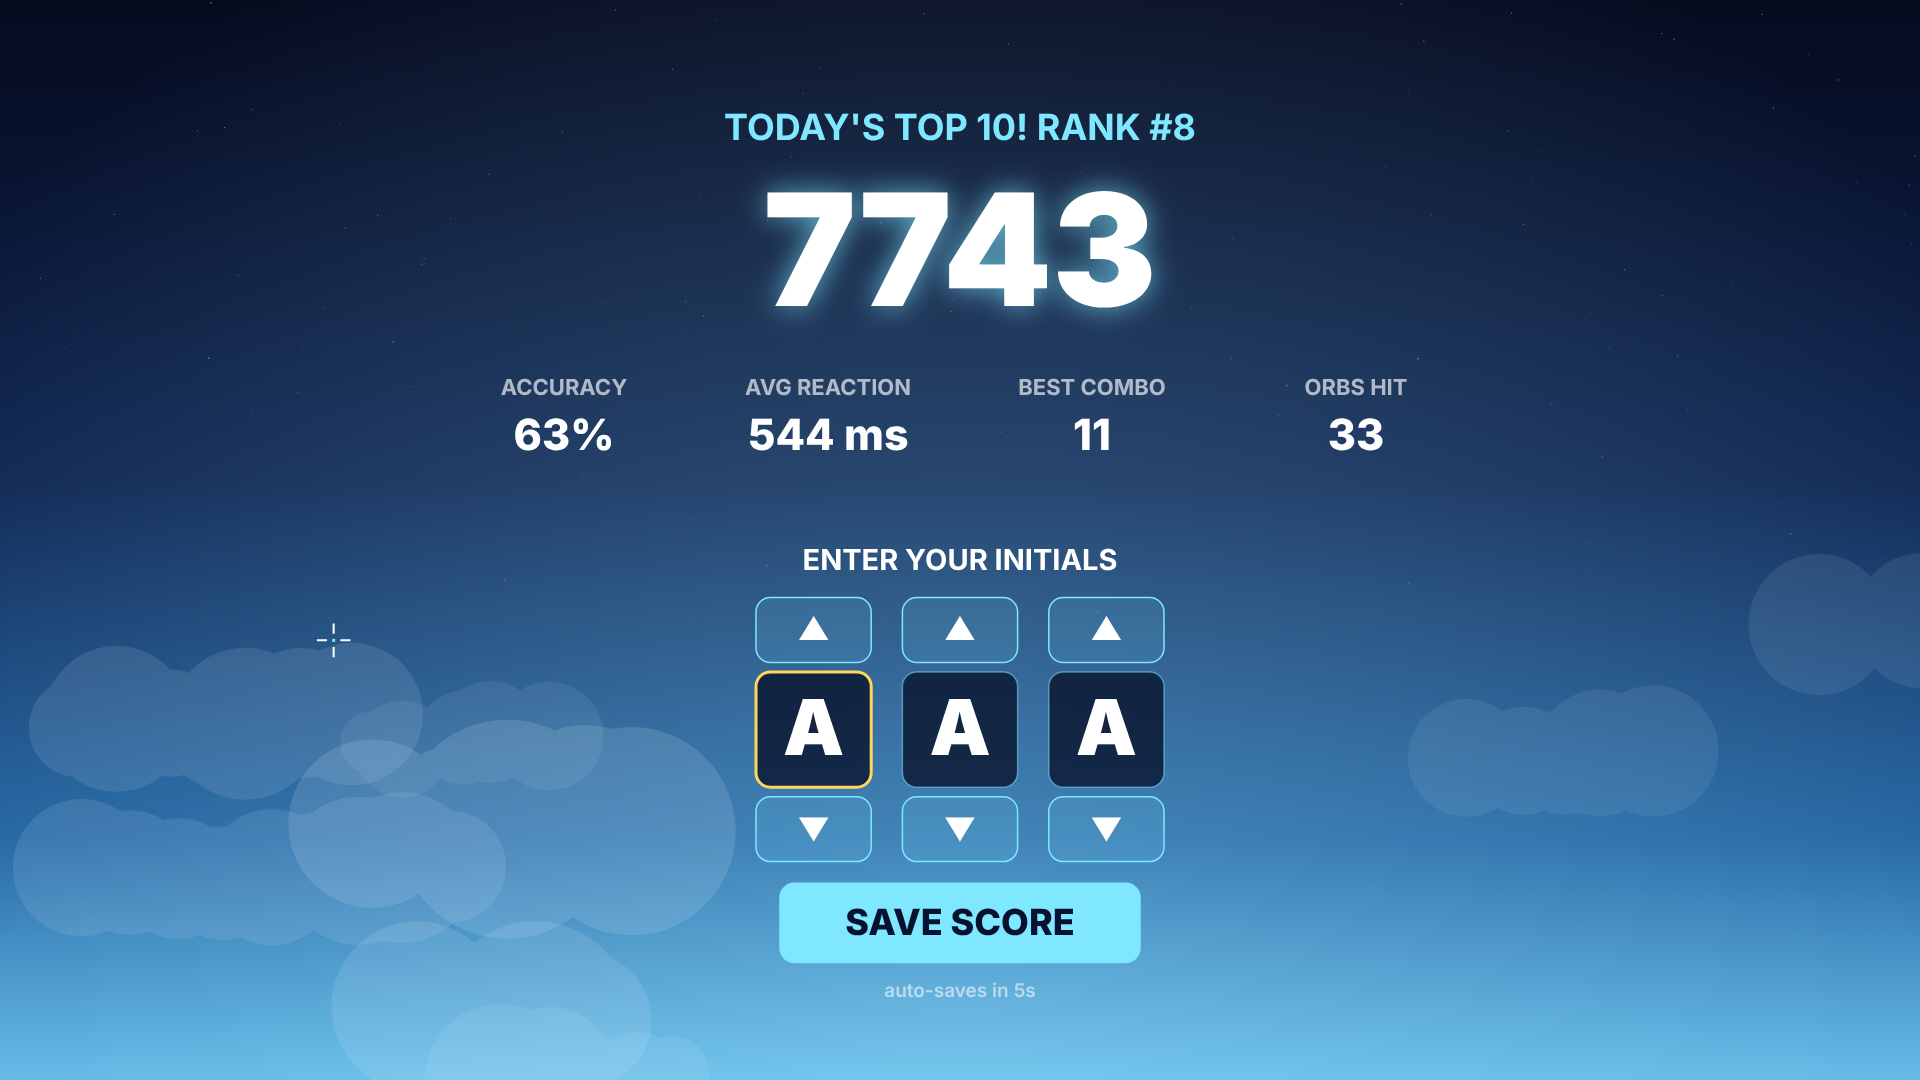 TODAY'S TOP 10! RANK #8
7743
ACCURACY AVG REACTION BEST COMBO ORBS HIT
63% 544 ms 11 33
ENTER YOUR INITIALS
A A A
SAVE SCORE
auto-saves in 5s